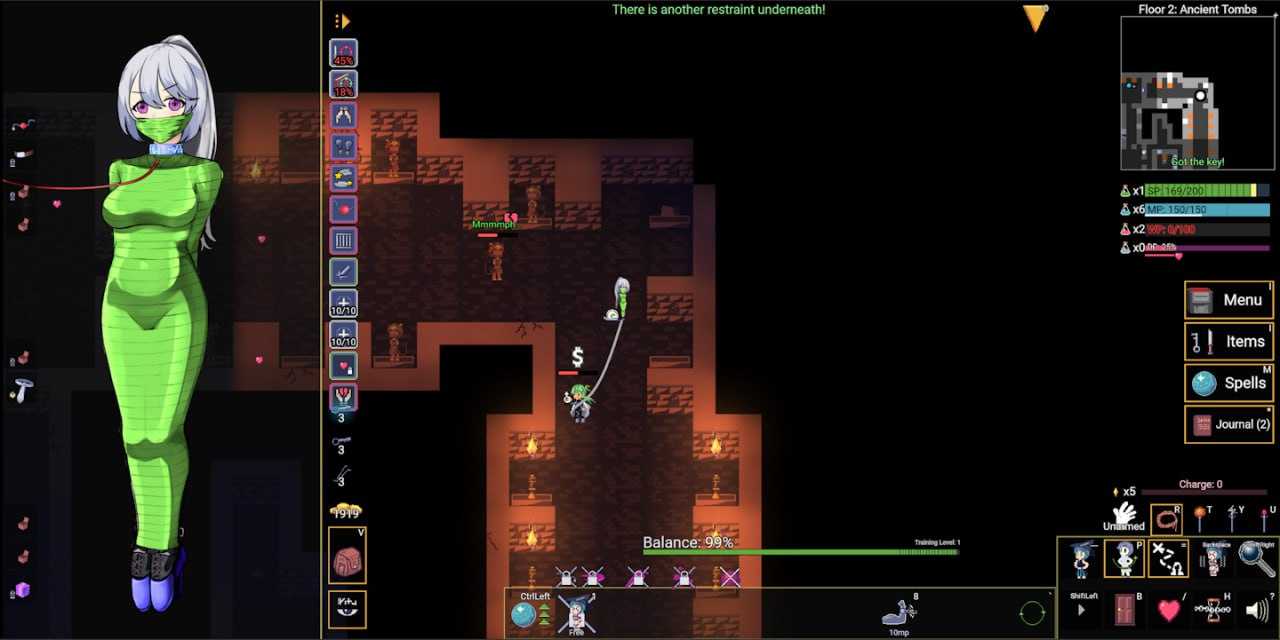 There is another restraint underneath!
Floor 2: Ancient Tombs
45%
18%
Mmmmph
Got the key!
x1 SP: 169/200
x6 MP: 150/150
x2 WP: 0/100
x0
10/10
10/10
$
3
3
3
1919
V
Menu
Items
Spells
M
Journal (2)
Charge: 0
x5
Unarmed
R
T
Y
U
Balance: 99%
Training Level: 1
P
=
Backspace
CtrlLeft
1
Free
8
10mp
ShiftLeft
B
/
H
?